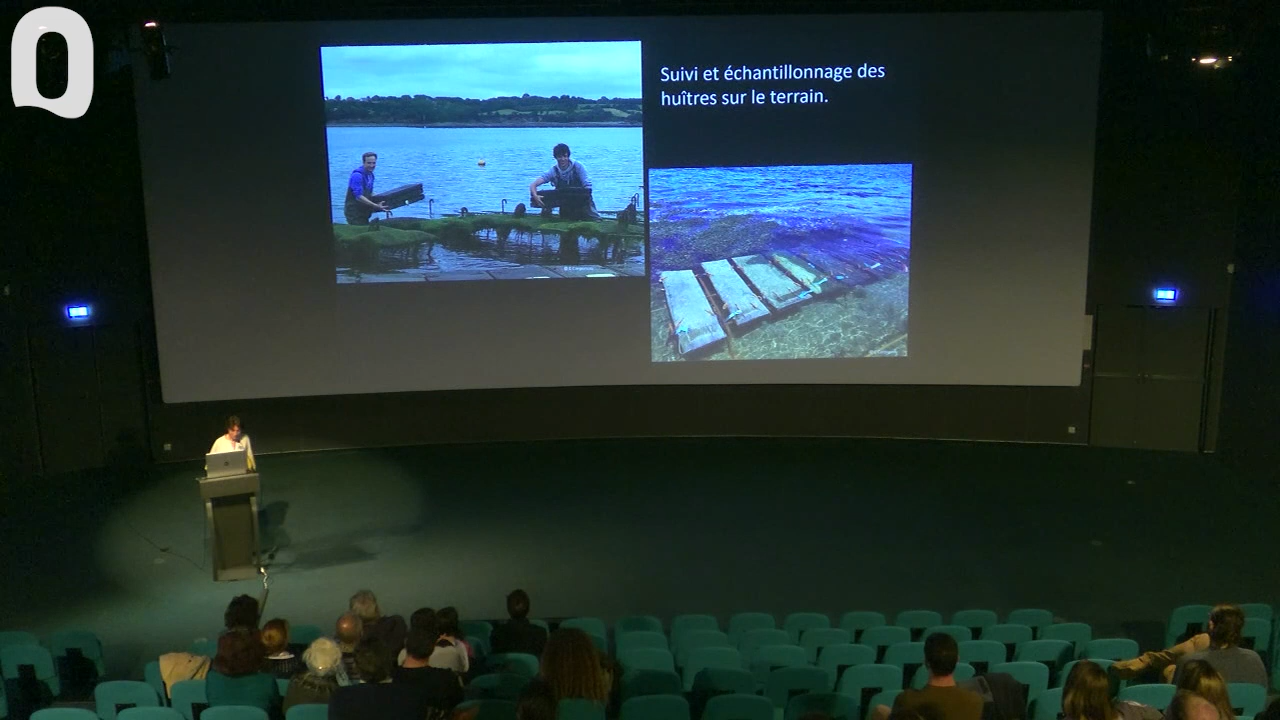 Q
Suivi et échantillonnage des
huîtres sur le terrain.